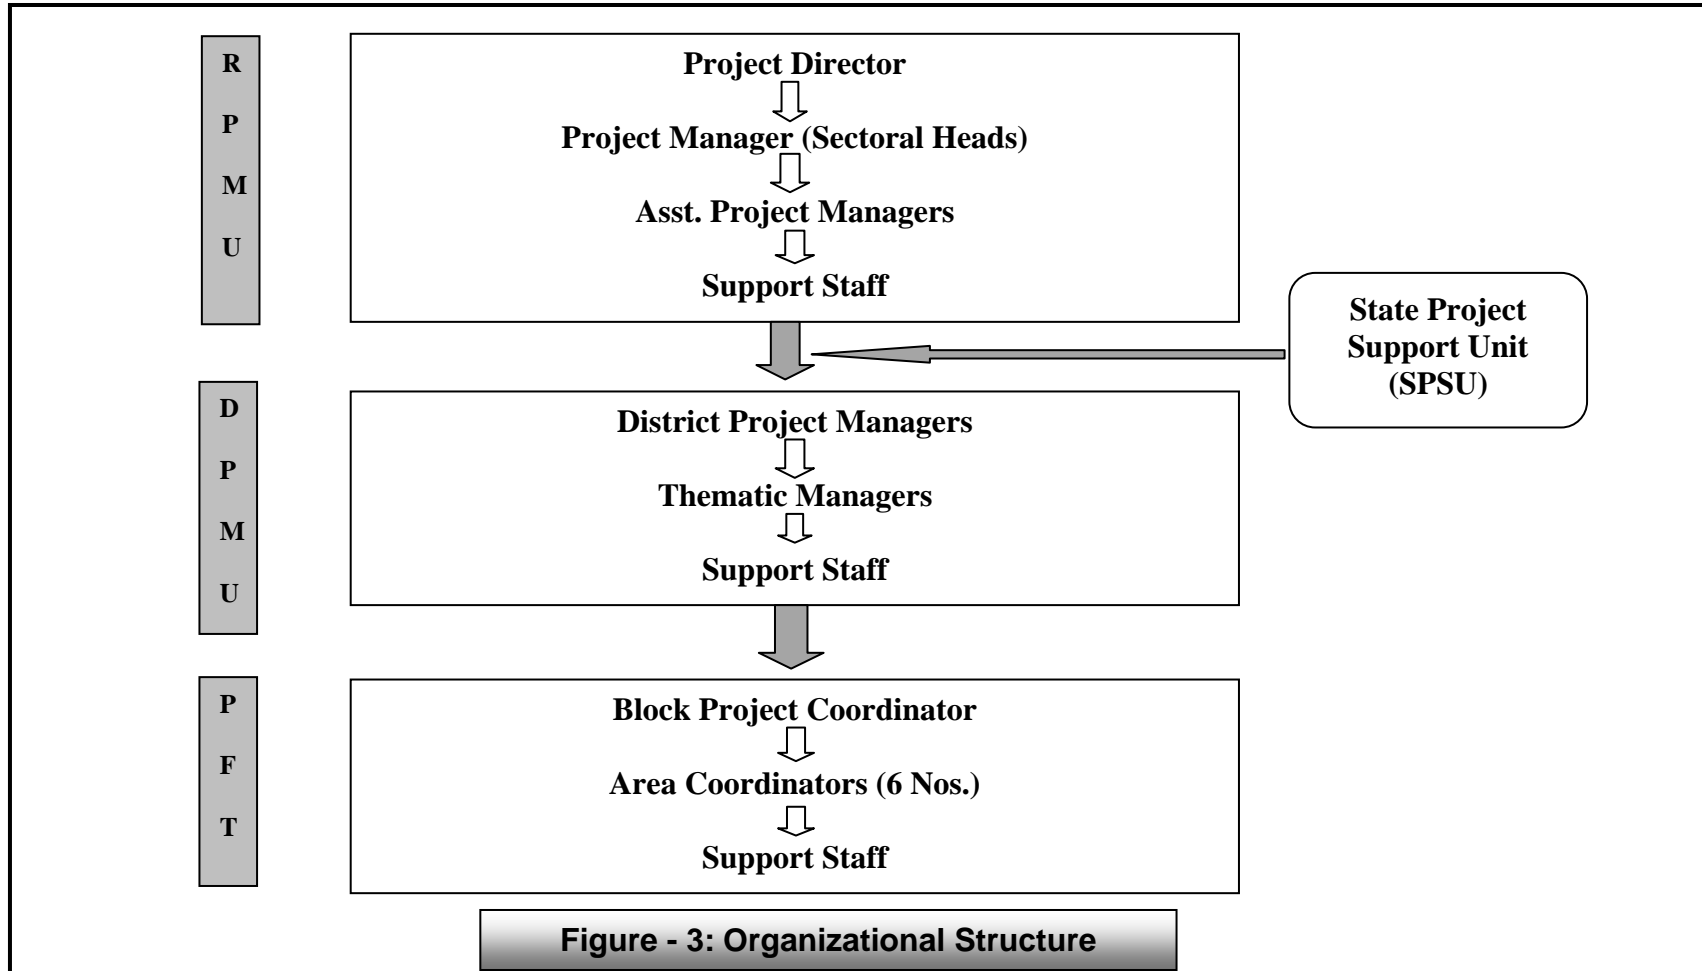 R
P
M
U
Project Director
Project Manager (Sectoral Heads)
Asst. Project Managers
Support Staff
State Project
Support Unit
(SPSU)
D
P
M
U
District Project Managers
Thematic Managers
Support Staff
P
F
T
Block Project Coordinator
Area Coordinators (6 Nos.)
Support Staff
Figure - 3: Organizational Structure